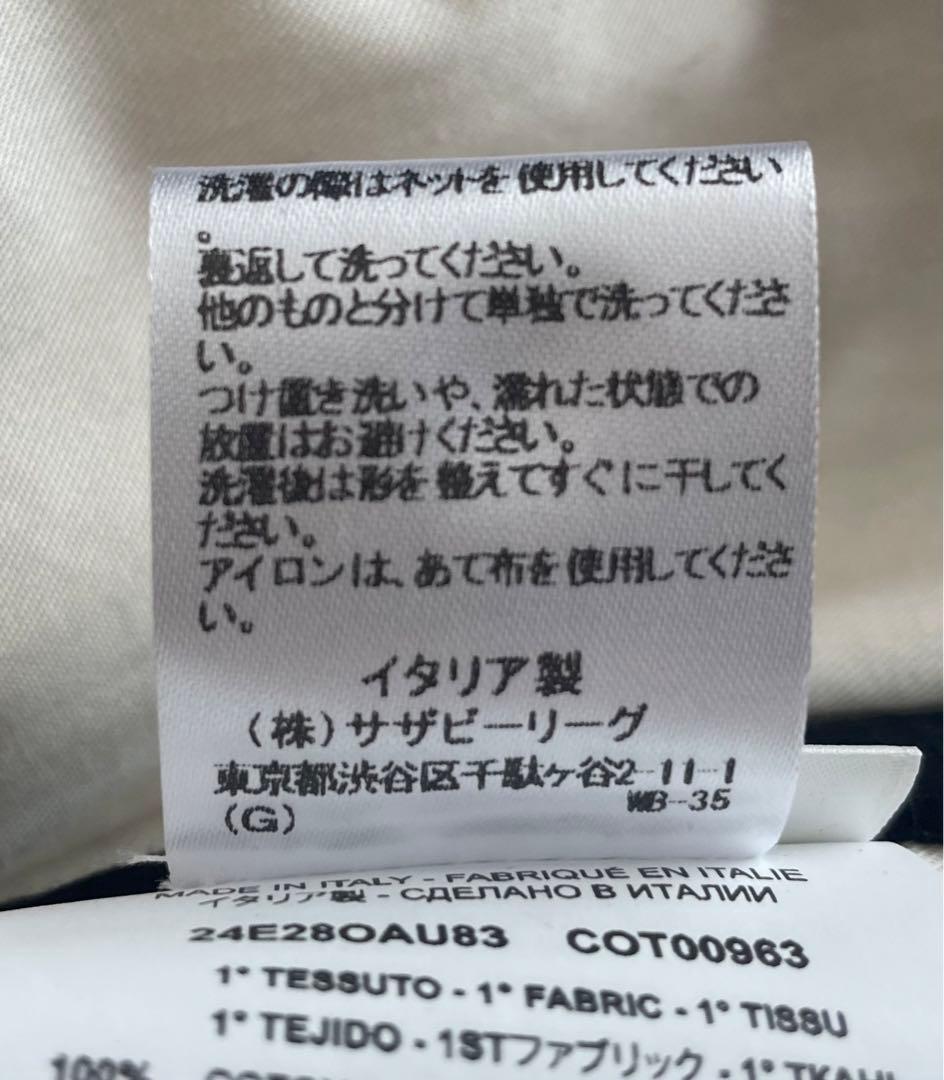 洗濯の際はネットを使用してください
。
裏返して洗ってください。
他のものと分けて単独で洗ってくださ
い。
つけ置き洗いや、濡れた状態での
放置はお避けください。
洗濯後は形を整えてすぐに干してく
ださい。
アイロンは、あて布を使用してくださ
い。
イタリア製
(株)サザビーリーグ
東京都渋谷区千駄ヶ谷2-11-1
(G) WB-35
MADE IN ITALY - FABRIQUÉ EN ITALIE
イタリア製 - СДЕЛАНО В ИТАЛИИ
24E28OAU83 COT00963
1° TESSUTO - 1° FABRIC - 1° TISSU
1° TEJIDO - 1STファブリック - 1°
100%